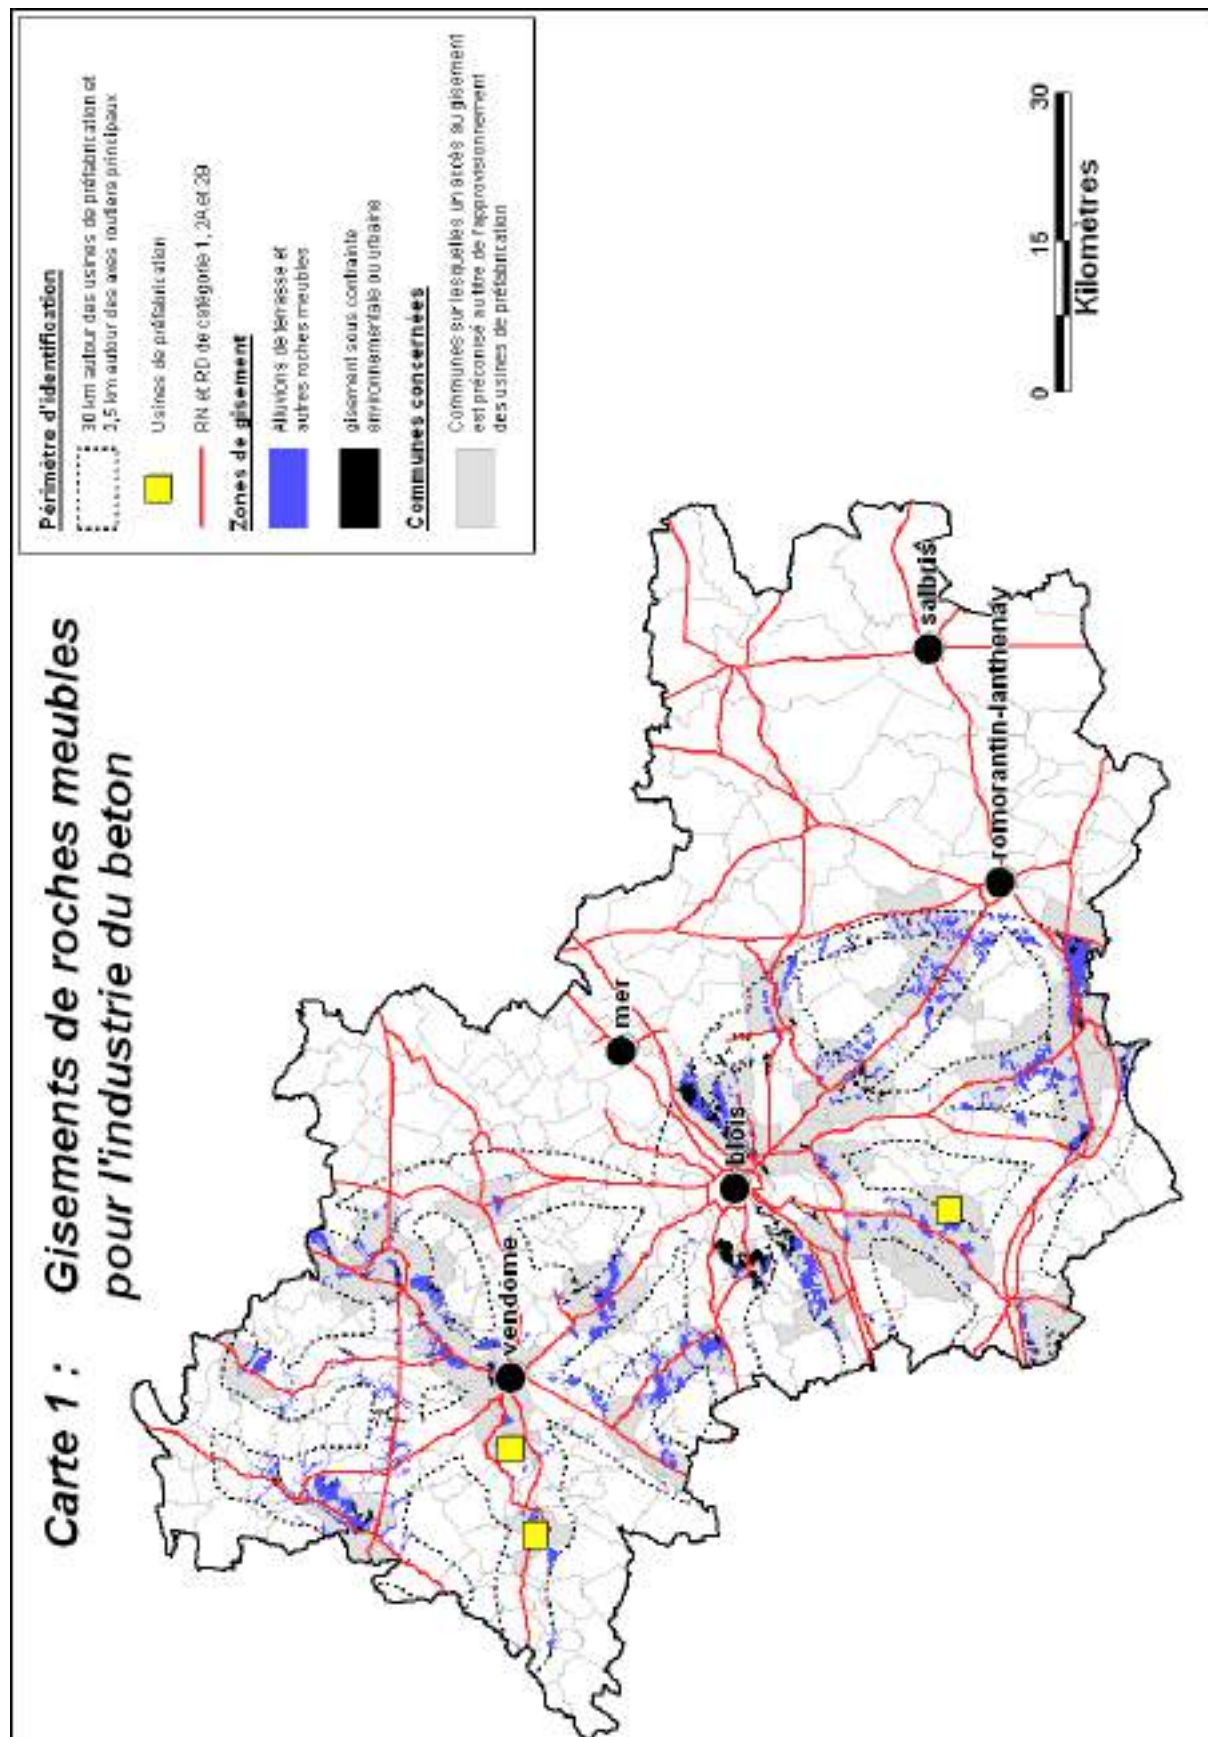 Carte 1 : Gisements de roches meubles
pour l'industrie du beton
Périmètre d'identification
30 km autour des usines de préfabrication et
2,5 km autour des axes routiers principaux
Usines de préfabrication
RN et RD de catégorie 1, 2A et 2B
Zones de gisement
Alluvions de terrasse et
autres roches meubles
gisement sous contrainte
environnementale ou urbaine
Communes concernées
Communes sur lesquelles un accès au gisement
est préconisé au titre de l'approvisionnement
des usines de préfabrication
vendome
blois
mer
romorantin-lanthenay
salbris
0 15 30
Kilomètres